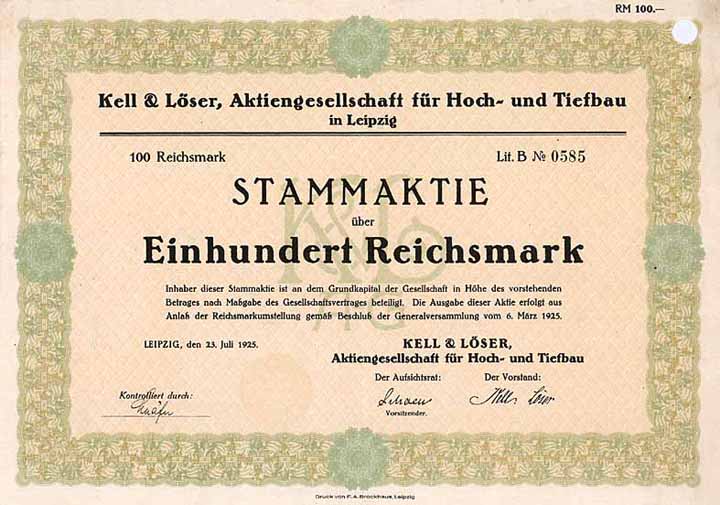 RM 100.—
Kell & Löser, Aktiengesellschaft für Hoch- und Tiefbau
in Leipzig
100 Reichsmark Lit. B № 0585
STAMMAKTIE
über
Einhundert Reichsmark
Inhaber dieser Stammaktie ist an dem Grundkapital der Gesellschaft in Höhe des vorstehenden
Betrages nach Maßgabe des Gesellschaftsvertrages beteiligt. Die Ausgabe dieser Aktie erfolgt aus
Anlaß der Reichsmarkumstellung gemäß Beschluß der Generalversammlung vom 6. März 1925.
LEIPZIG, den 23. Juli 1925.
KELL & LÖSER,
Aktiengesellschaft für Hoch- und Tiefbau
Der Aufsichtsrat: Der Vorstand:
Kontrolliert durch:
Kell Löser
Vorsitzender.
Druck von F. A. Brockhaus, Leipzig